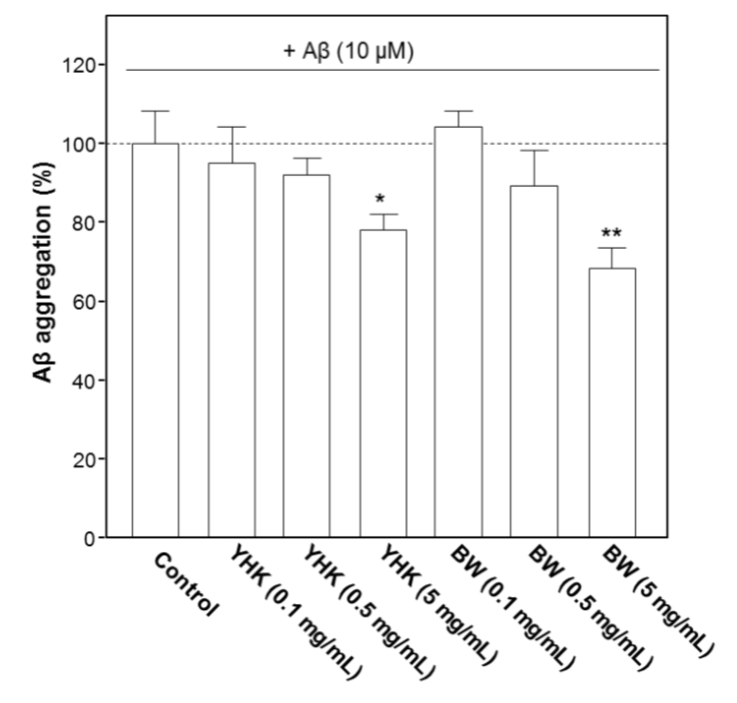 + Aβ (10 µM)
Aβ aggregation (%)
120
100
80
60
40
20
0
*
**
Control
YHK (0.1 mg/mL)
YHK (0.5 mg/mL)
YHK (5 mg/mL)
BW (0.1 mg/mL)
BW (0.5 mg/mL)
BW (5 mg/mL)